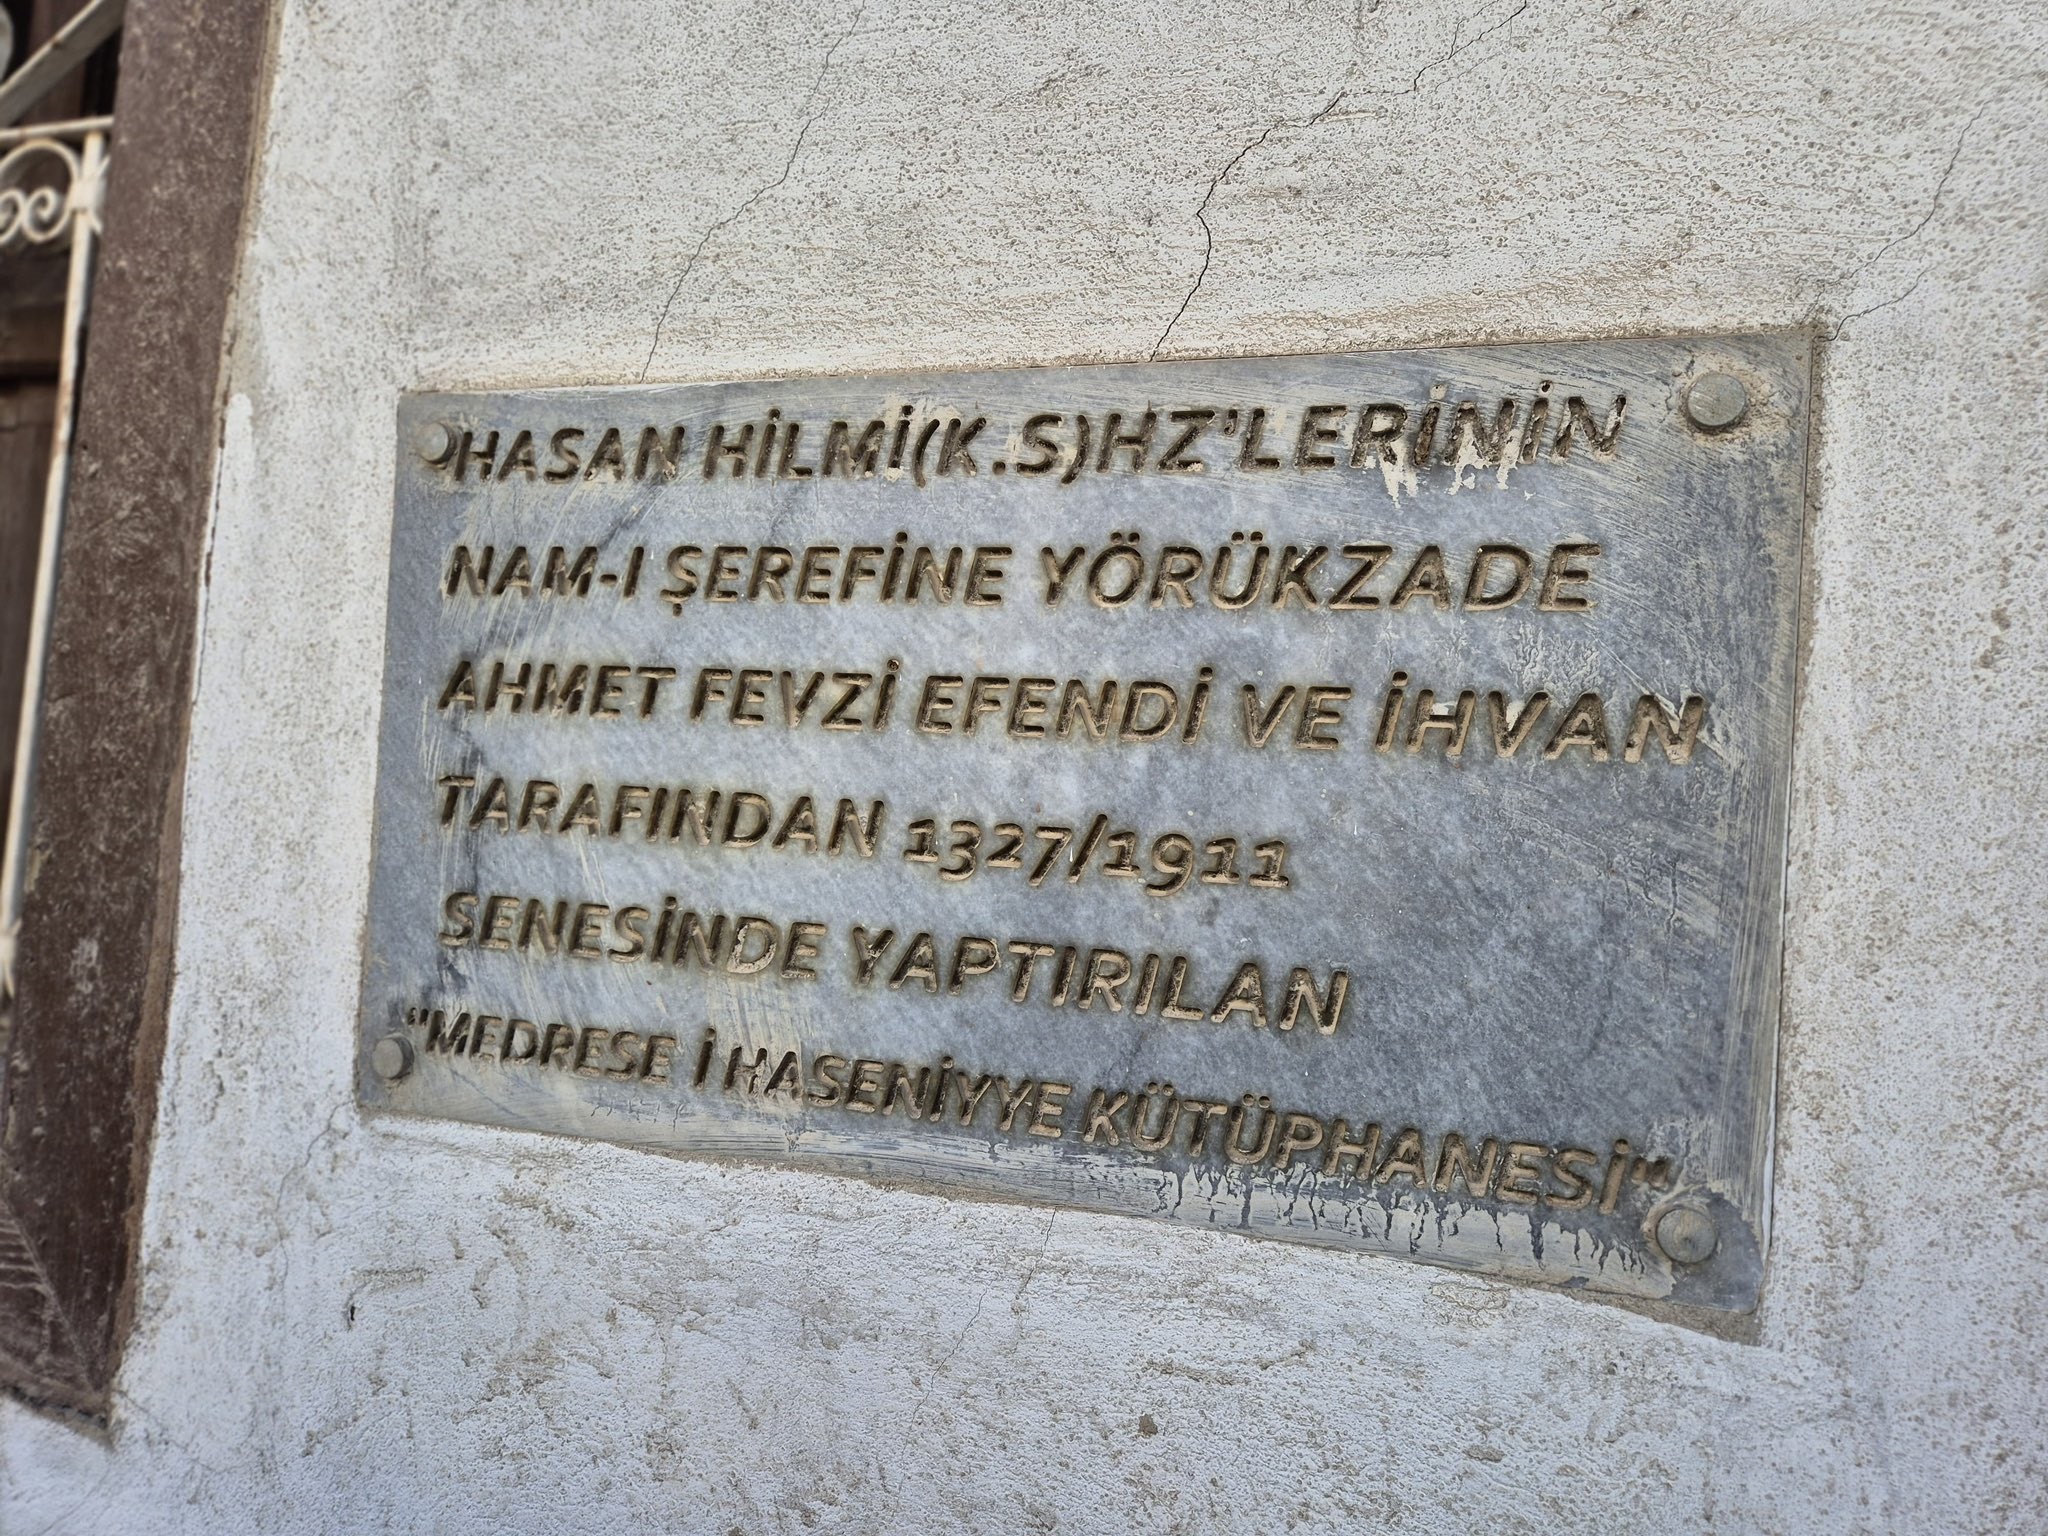 HASAN HİLMİ(K.S)HZ'LERİNİN
NAM-I ŞEREFİNE YÖRÜKZADE
AHMET FEVZİ EFENDİ VE İHVAN
TARAFINDAN 1327/1911
SENESİNDE YAPTIRILAN
"MEDRESE İ HASENİYYE KÜTÜPHANESİ"